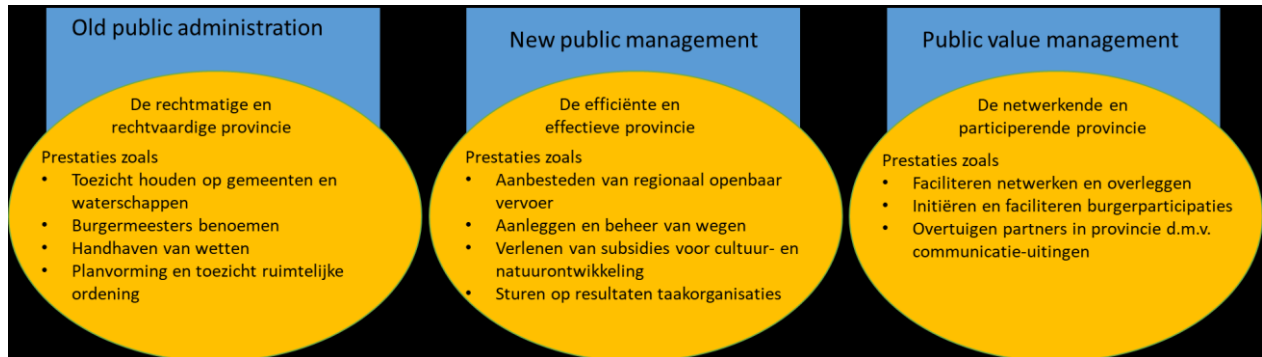 Old public administration
De rechtmatige en
rechtvaardige provincie
Prestaties zoals
• Toezicht houden op gemeenten en
waterschappen
• Burgermeesters benoemen
• Handhaven van wetten
• Planvorming en toezicht ruimtelijke
ordening
New public management
De efficiënte en
effectieve provincie
Prestaties zoals
• Aanbesteden van regionaal openbaar
vervoer
• Aanleggen en beheer van wegen
• Verlenen van subsidies voor cultuur- en
natuurontwikkeling
• Sturen op resultaten taakorganisaties
Public value management
De netwerkende en
participerende provincie
Prestaties zoals
• Faciliteren netwerken en overleggen
• Initiëren en faciliteren burgerparticipaties
• Overtuigen partners in provincie d.m.v.
communicatie-uitingen